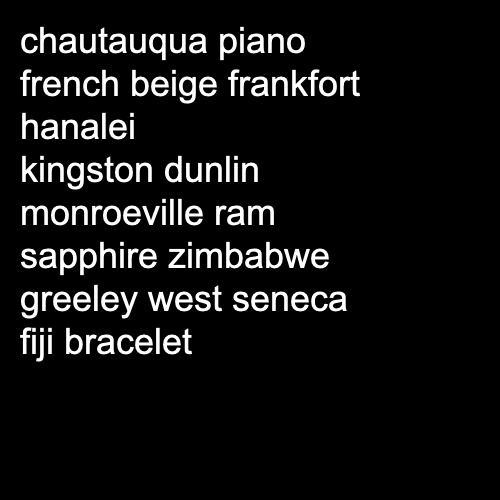 chautauqua piano
french beige frankfort
hanalei
kingston dunlin
monroeville ram
sapphire zimbabwe
greeley west seneca
fiji bracelet